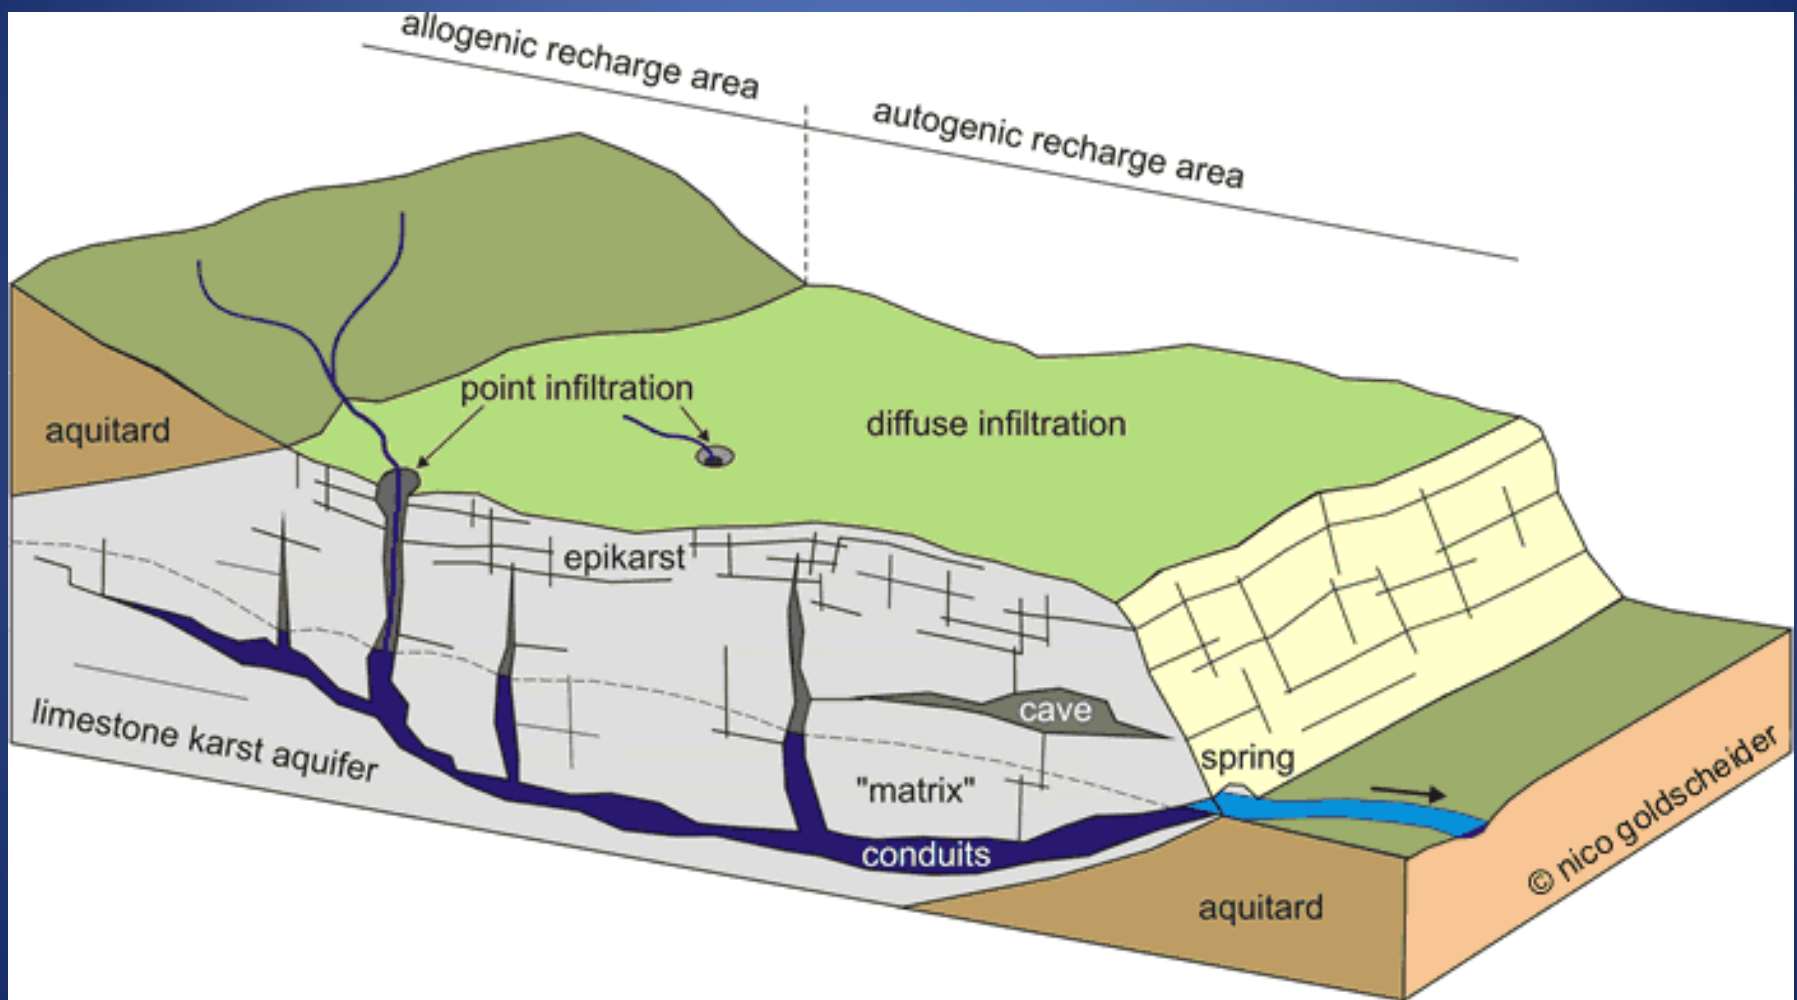 allogenic recharge area
autogenic recharge area
point infiltration
diffuse infiltration
aquitard
epikarst
cave
limestone karst aquifer
"matrix"
spring
conduits
aquitard
© nico goldscheider